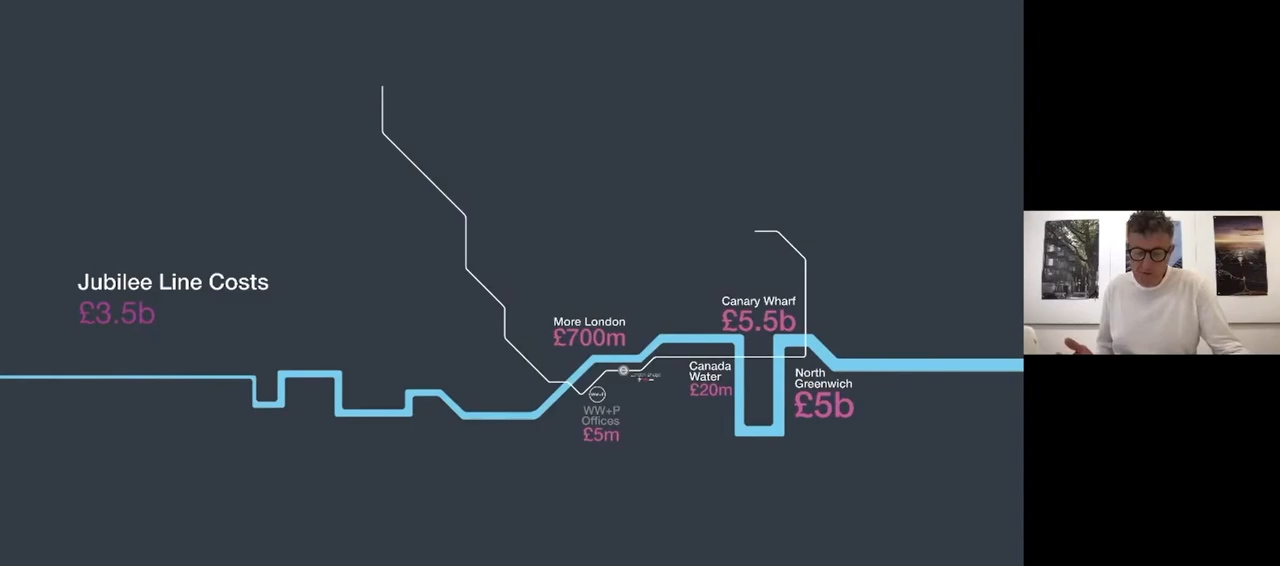 Jubilee Line Costs
£3.5b
More London
£700m
WW+P
Offices
£5m
Canary Wharf
£5.5b
Canada
Water
£20m
North
Greenwich
£5b